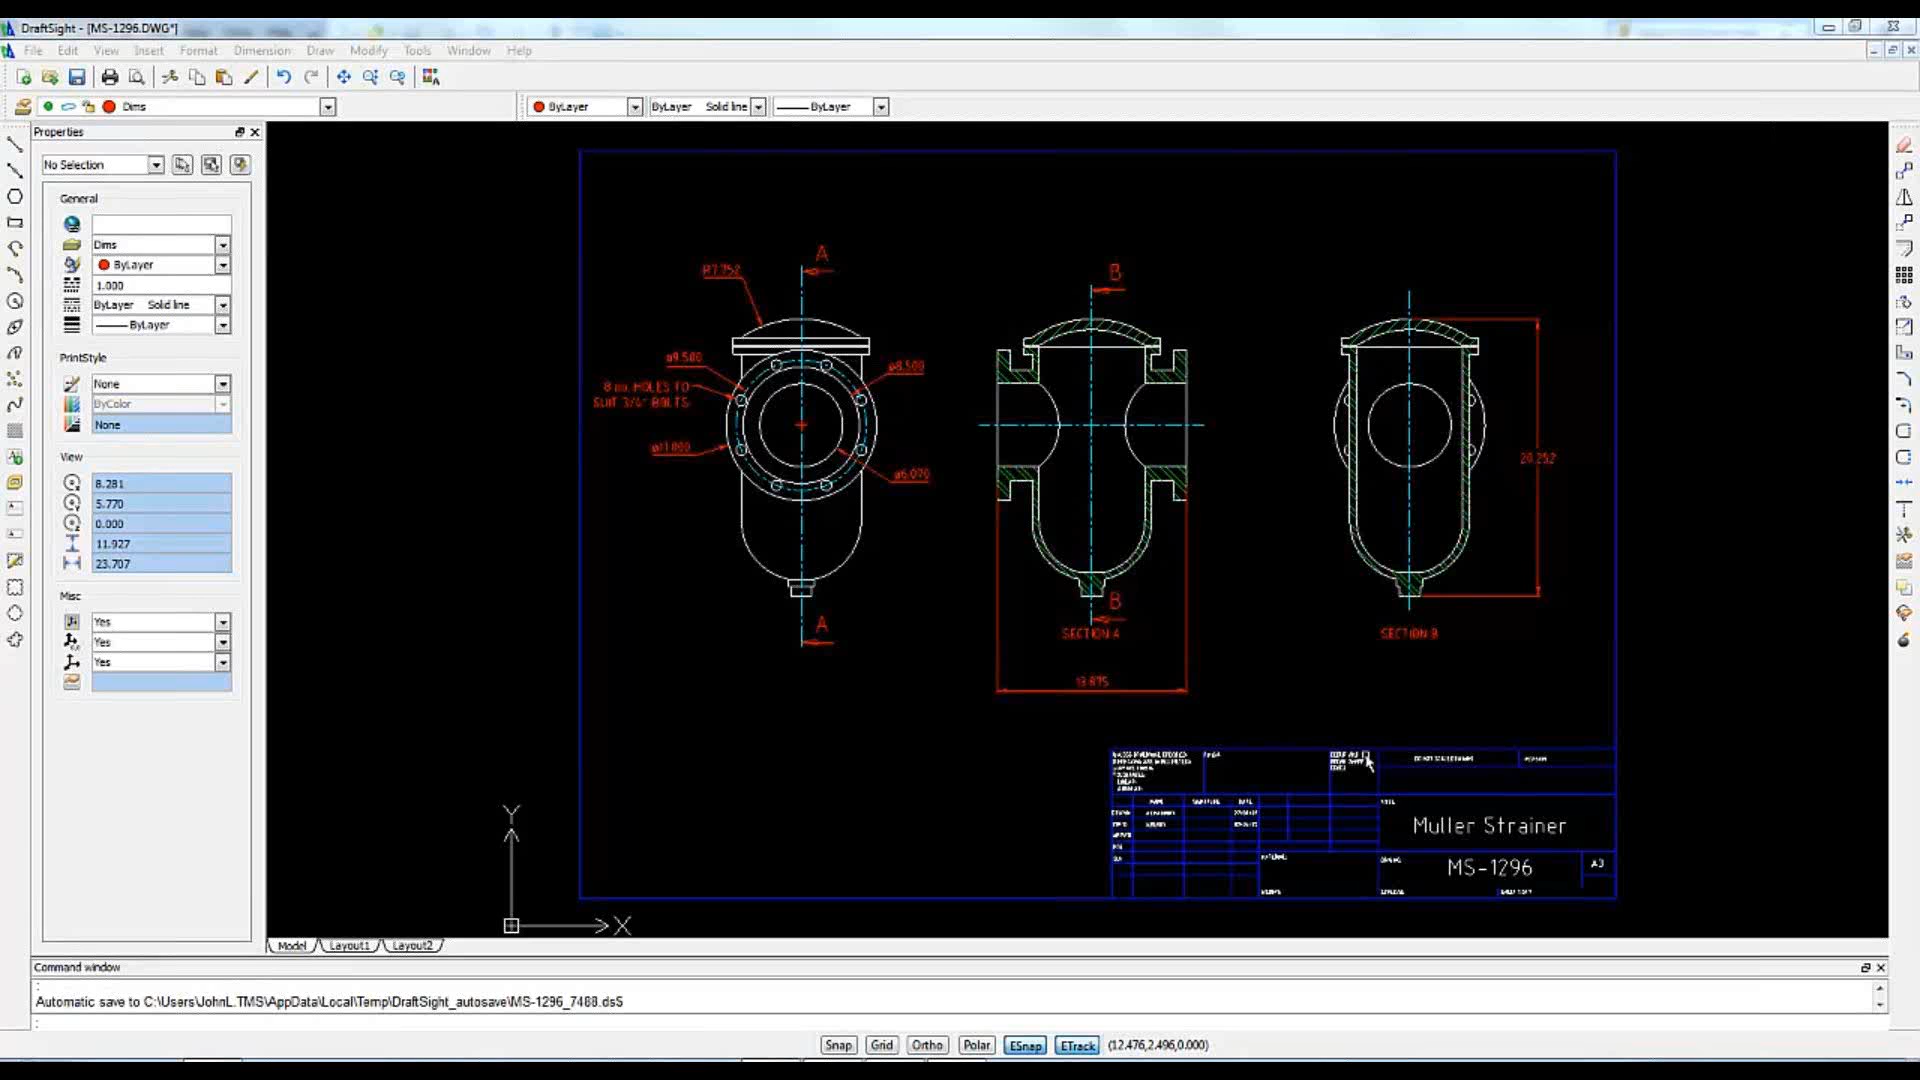 DraftSight - [MS-1296.DWG*]
File Edit View Insert Format Dimension Draw Modify Tools Window Help
Dims
ByLayer
ByLayer Solid line
ByLayer
Properties
No Selection
General
Dims
ByLayer
1.000
ByLayer Solid line
ByLayer
PrintStyle
None
ByColor
None
View
8.281
5.770
0.000
11.927
23.707
Misc
Yes
Yes
Yes
A
R7.752
B
ø9.500
ø8.500
8 no. HOLES TO
SUIT 3/4" BOLTS
ø11.000
ø6.070
20.252
A
B
SECTION A
SECTION B
13.875
NAME SIGNATURE DATE
TITLE
Muller Strainer
MS-1296
A3
Y
X
Model Layout1 Layout2
Command window
:
Automatic save to C:\Users\JohnL.TMS\AppData\Local\Temp\DraftSight_autosave\MS-1296_7488.ds$
:
Snap Grid Ortho Polar ESnap ETrack (12.476,2.496,0.000)